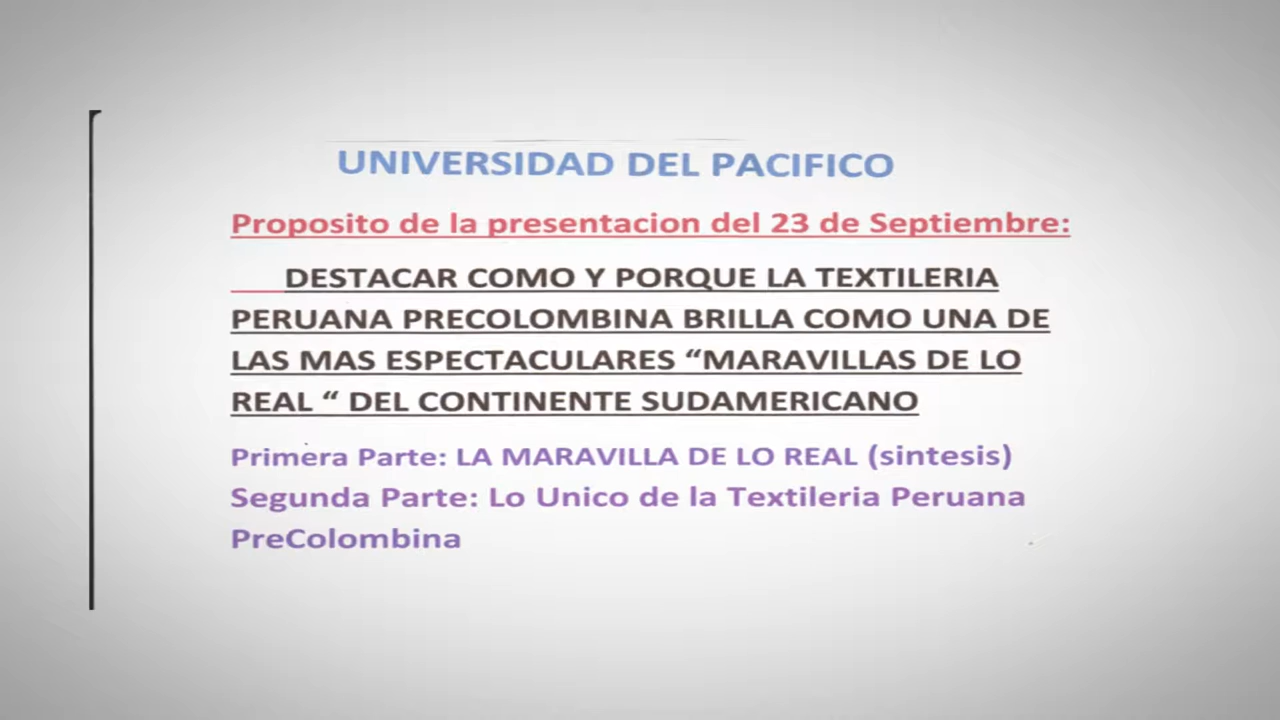 UNIVERSIDAD DEL PACIFICO
Proposito de la presentacion del 23 de Septiembre:
DESTACAR COMO Y PORQUE LA TEXTILERIA
PERUANA PRECOLOMBINA BRILLA COMO UNA DE
LAS MAS ESPECTACULARES “MARAVILLAS DE LO
REAL “ DEL CONTINENTE SUDAMERICANO
Primera Parte: LA MARAVILLA DE LO REAL (sintesis)
Segunda Parte: Lo Unico de la Textileria Peruana
PreColombina